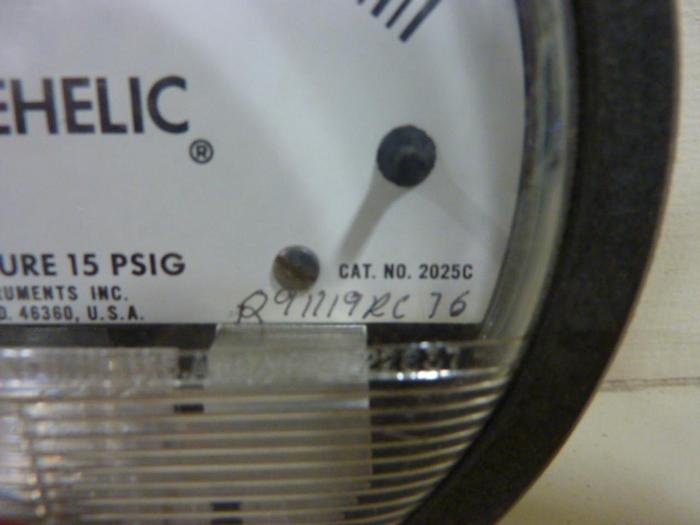 EHELIC®
URE 15 PSIG
CAT. NO. 2025C
RUMENTS INC.
D. 46360, U.S.A.
R91119RC 76